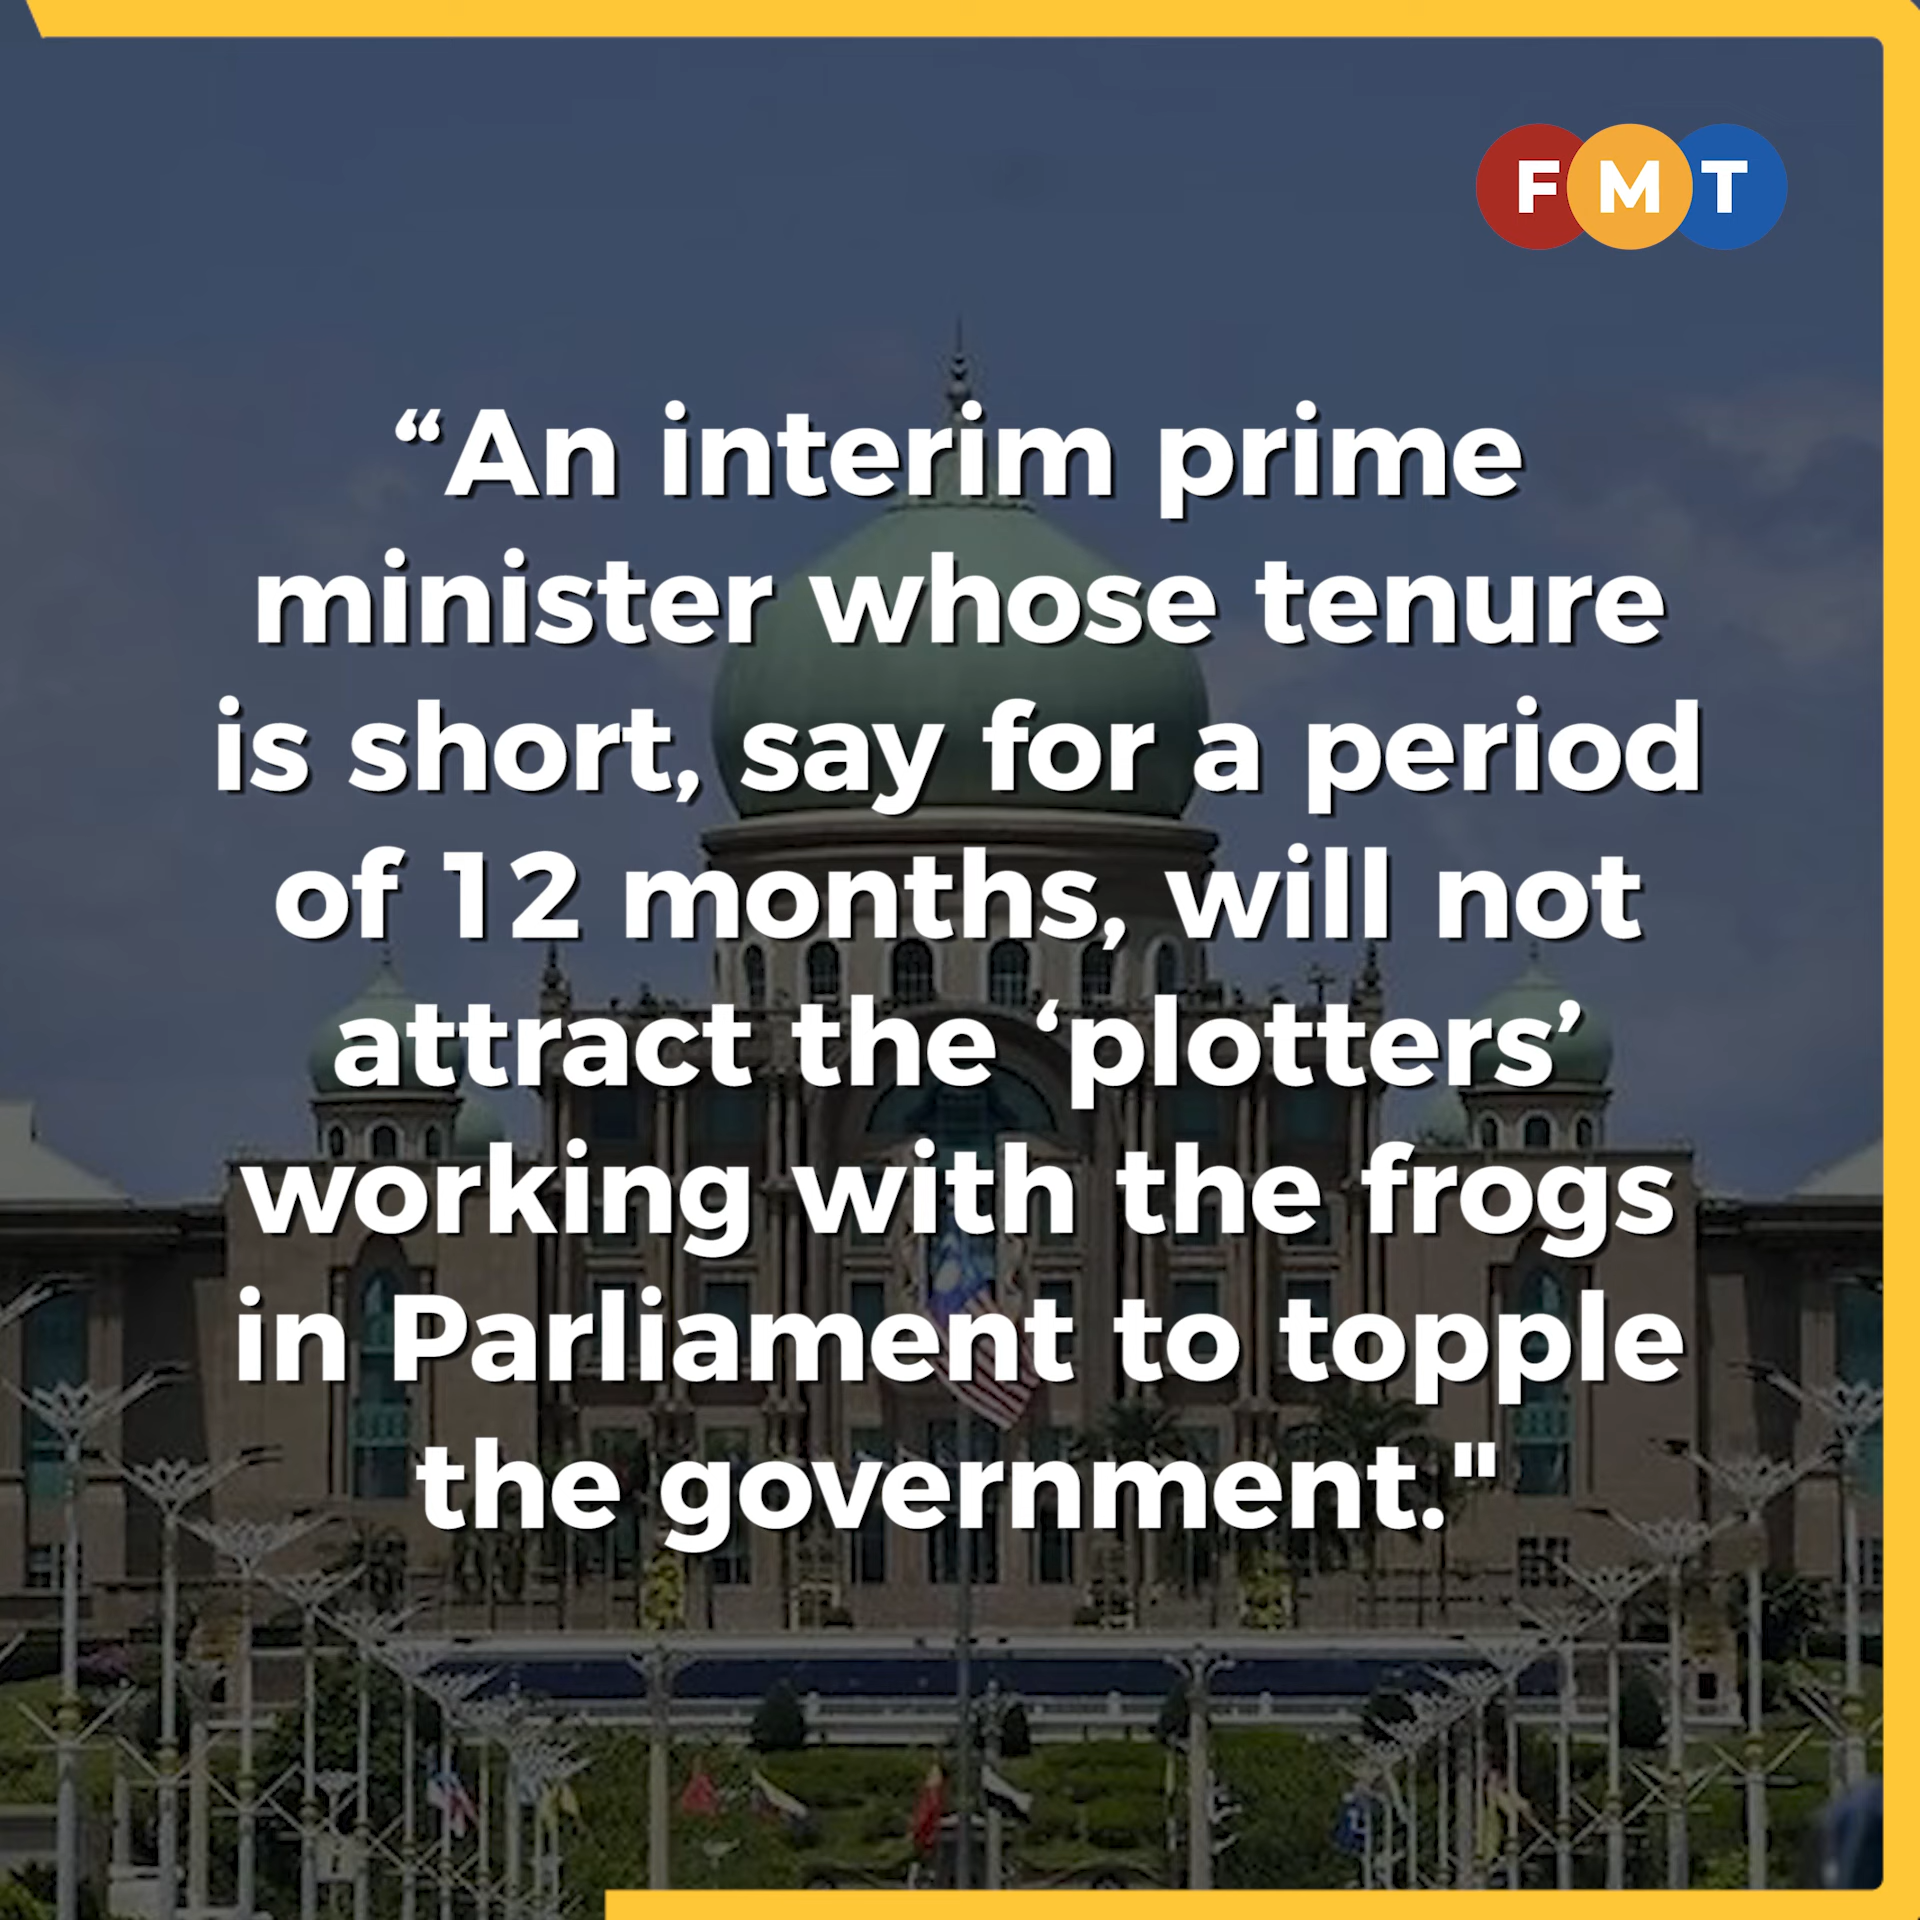 FMT
“An interim prime
minister whose tenure
is short, say for a period
of 12 months, will not
attract the ‘plotters’
working with the frogs
in Parliament to topple
the government."